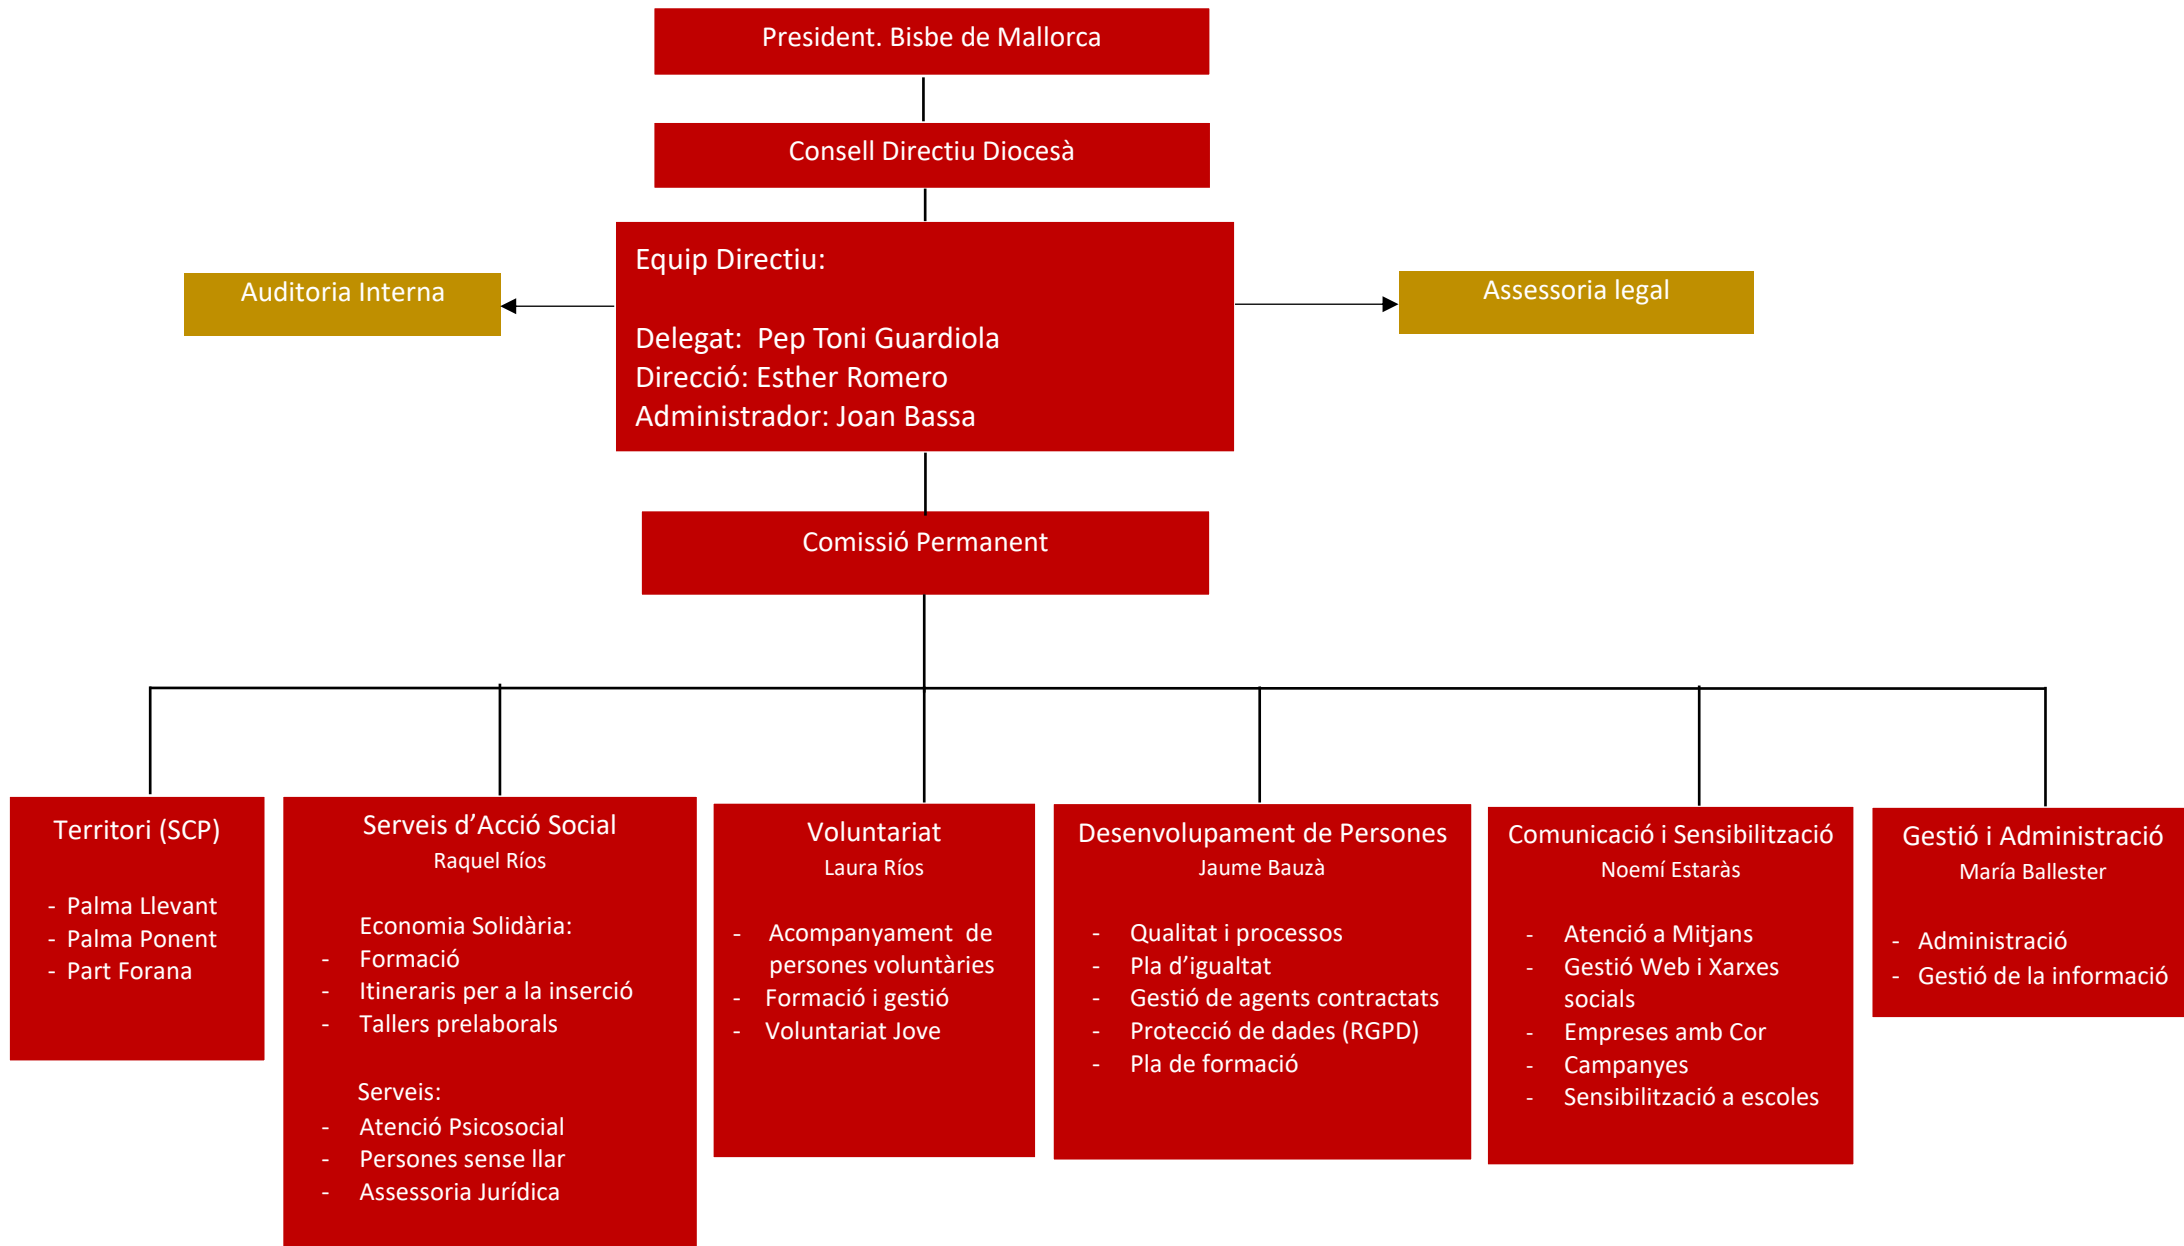 President. Bisbe de Mallorca
Consell Directiu Diocesà
Equip Directiu:
Delegat:  Pep Toni Guardiola
Direcció: Esther Romero
Administrador: Joan Bassa
Auditoria Interna
Assessoria legal
Comissió Permanent
Territori (SCP)
- Palma Llevant
- Palma Ponent
- Part Forana
Serveis d’Acció Social
Raquel Ríos
Economia Solidària:
- Formació
- Itineraris per a la inserció
- Tallers prelaborals
Serveis:
- Atenció Psicosocial
- Persones sense llar
- Assessoria Jurídica
Voluntariat
Laura Ríos
- Acompanyament  de
persones voluntàries
- Formació i gestió
- Voluntariat Jove
Desenvolupament de Persones
Jaume Bauzà
- Qualitat i processos
- Pla d’igualtat
- Gestió de agents contractats
- Protecció de dades (RGPD)
- Pla de formació
Comunicació i Sensibilització
Noemí Estaràs
- Atenció a Mitjans
- Gestió Web i Xarxes
socials
- Empreses amb Cor
- Campanyes
- Sensibilització a escoles
Gestió i Administració
María Ballester
- Administració
- Gestió de la informació